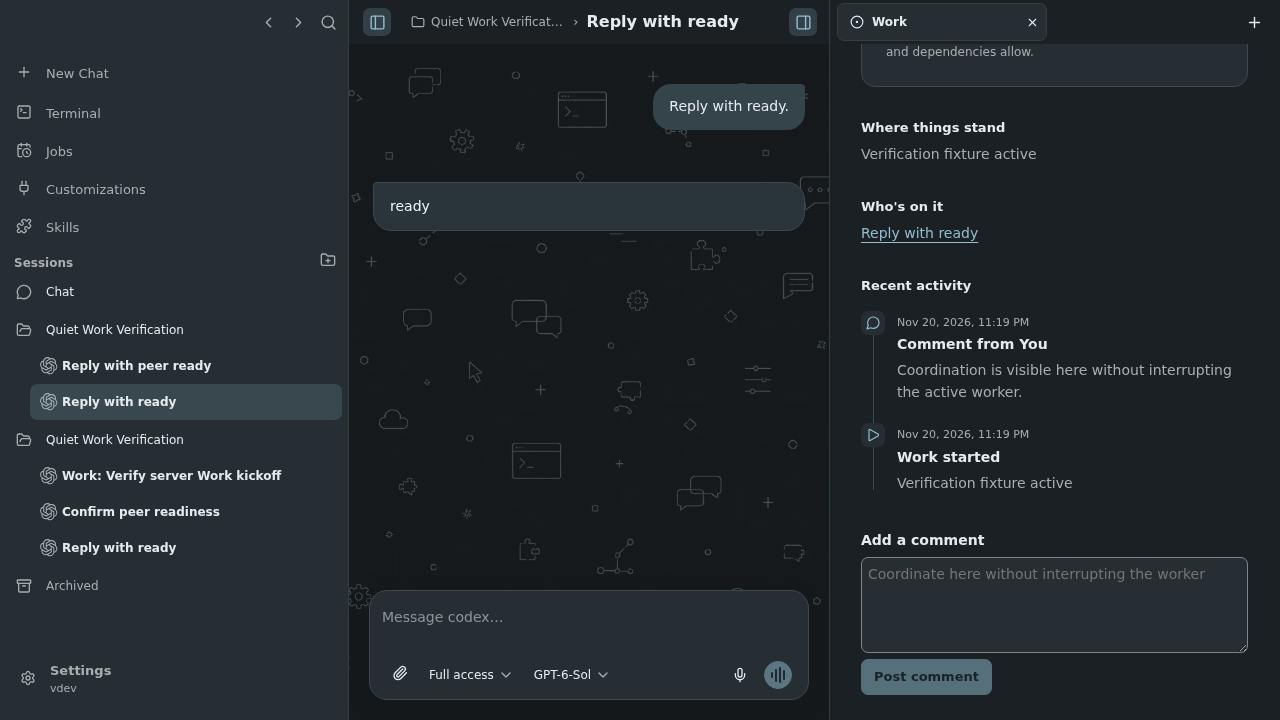 New Chat
Terminal
Jobs
Customizations
Skills
Sessions
Chat
Quiet Work Verification
Reply with peer ready
Reply with ready
Quiet Work Verification
Work: Verify server Work kickoff
Confirm peer readiness
Reply with ready
Archived
Settings
vdev
Quiet Work Verificat… › Reply with ready
Reply with ready.
ready
Message codex…
Full access
GPT-6-Sol
Work
and dependencies allow.
Where things stand
Verification fixture active
Who's on it
Reply with ready
Recent activity
Nov 20, 2026, 11:19 PM
Comment from You
Coordination is visible here without interrupting
the active worker.
Nov 20, 2026, 11:19 PM
Work started
Verification fixture active
Add a comment
Coordinate here without interrupting the worker
Post comment